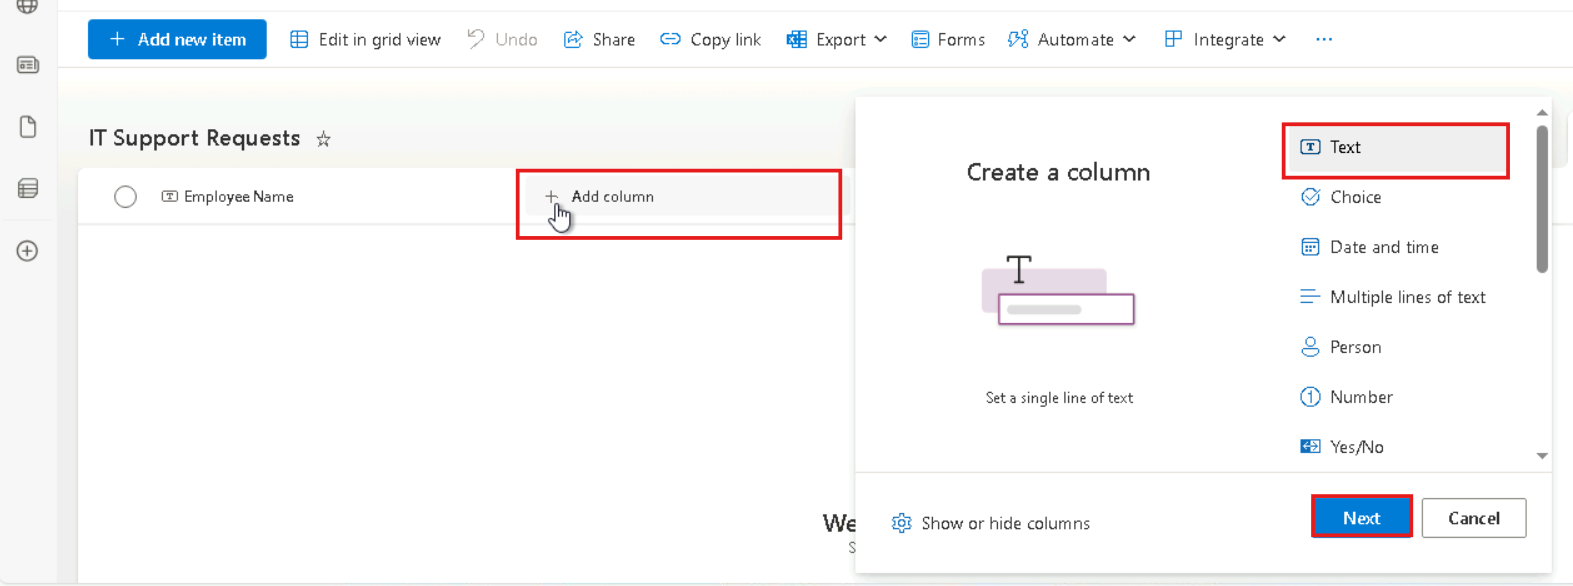 Add new item Edit in grid view Undo Share Copy link Export Forms Automate Integrate
IT Support Requests
Employee Name
Add column
Create a column
Set a single line of text
Text
Choice
Date and time
Multiple lines of text
Person
Number
Yes/No
Show or hide columns
Next
Cancel